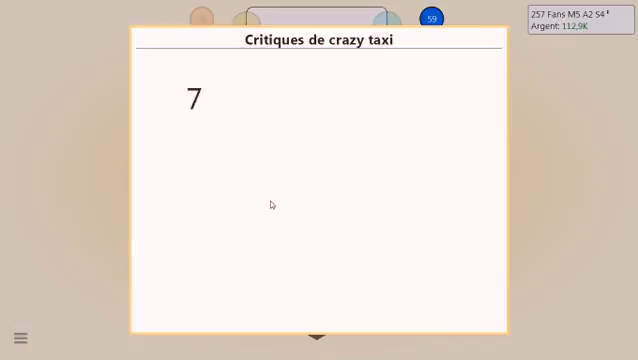 59
257 Fans M5 A2 S4
Argent: 112,9K
Critiques de crazy taxi
7